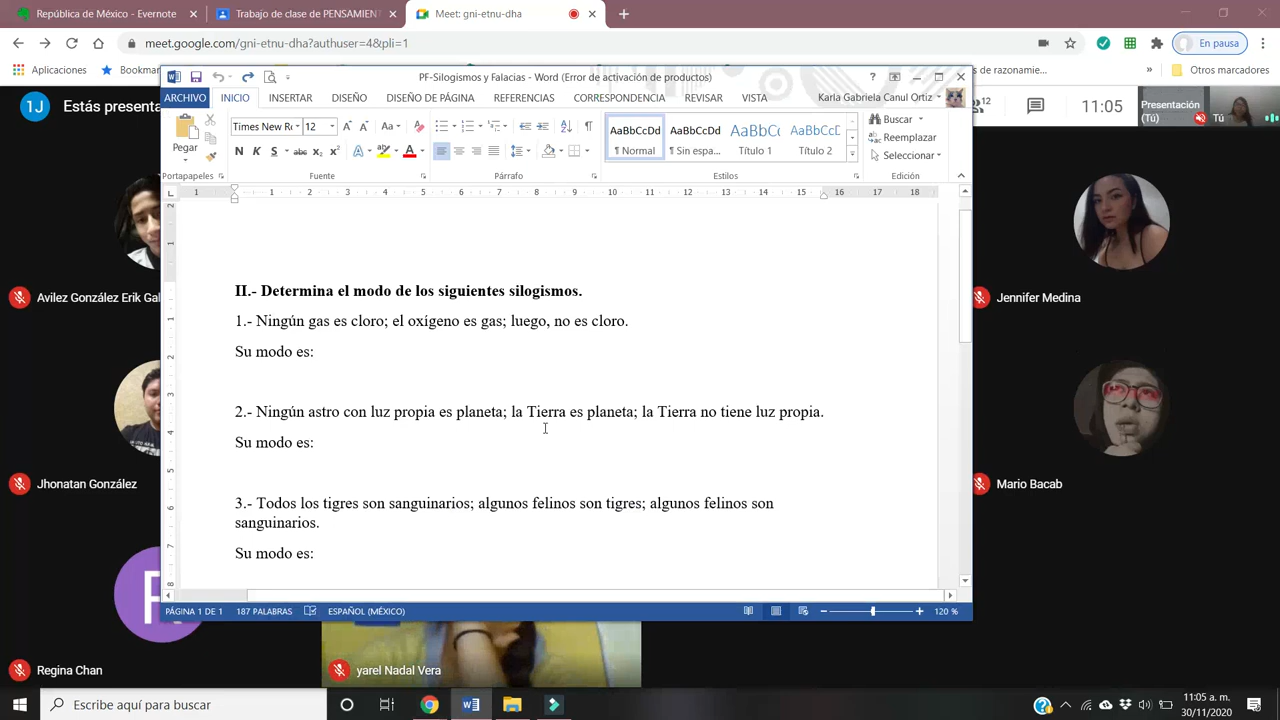 República de México - Evernote
Trabajo de clase de PENSAMIEN
Meet: gni-etnu-dha
meet.google.com/gni-etnu-dha?authuser=4&pli=1
En pausa
Aplicaciones
Bookmar
s de razonamie...
Otros marcadores
1J
Estás presenta
12
11:05
Presentación
(Tú)
Tú
PF-Silogismos y Falacias - Word (Error de activación de productos)
ARCHIVO INICIO INSERTAR DISEÑO DISEÑO DE PÁGINA REFERENCIAS CORRESPONDENCIA REVISAR VISTA Karla Gabriela Canul Ortiz
Pegar
Times New R
12
N K S abc x₂ x²
AaBbCcDd AaBbCcDd AaBbCc AaBbCcD
¶ Normal ¶ Sin espa... Título 1 Título 2
Buscar
Reemplazar
Seleccionar
Portapapeles Fuente Párrafo Estilos Edición
II.- Determina el modo de los siguientes silogismos.
1.- Ningún gas es cloro; el oxígeno es gas; luego, no es cloro.
Su modo es:
2.- Ningún astro con luz propia es planeta; la Tierra es planeta; la Tierra no tiene luz propia.
Su modo es:
3.- Todos los tigres son sanguinarios; algunos felinos son tigres; algunos felinos son
sanguinarios.
Su modo es:
PÁGINA 1 DE 1 187 PALABRAS ESPAÑOL (MÉXICO) 120 %
Avilez González Erik Gal
Jennifer Medina
Jhonatan González
Mario Bacab
Regina Chan
yarel Nadal Vera
Escribe aquí para buscar
11:05 a. m.
30/11/2020